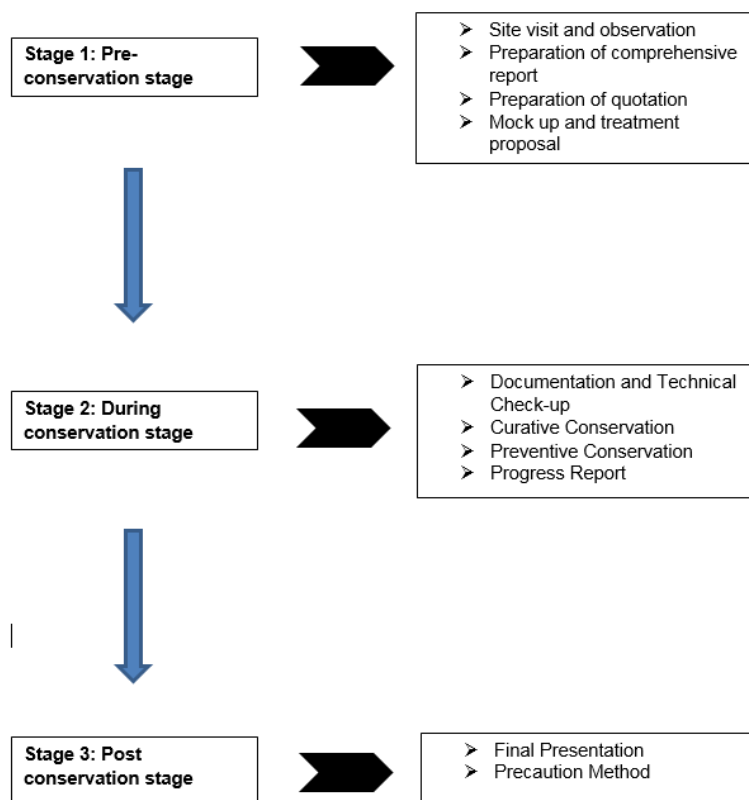 Stage 1: Pre-
conservation stage
➢ Site visit and observation
➢ Preparation of comprehensive
report
➢ Preparation of quotation
➢ Mock up and treatment
proposal
Stage 2: During
conservation stage
➢ Documentation and Technical
Check-up
➢ Curative Conservation
➢ Preventive Conservation
➢ Progress Report
Stage 3: Post
conservation stage
➢ Final Presentation
➢ Precaution Method